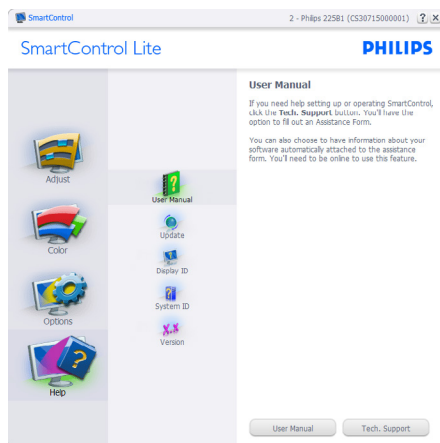 SmartControl
2 - Philips 225B1 (CS30715000001)
? X
SmartControl Lite
PHILIPS
Adjust
Color
Options
Help
User Manual
Update
Display ID
System ID
X.X
Version
User Manual
If you need help setting up or operating SmartControl,
click the Tech. Support button. You'll have the
option to fill out an Assistance Form.
You can also choose to have information about your
software automatically attached to the assistance
form. You'll need to be online to use this feature.
User Manual
Tech. Support